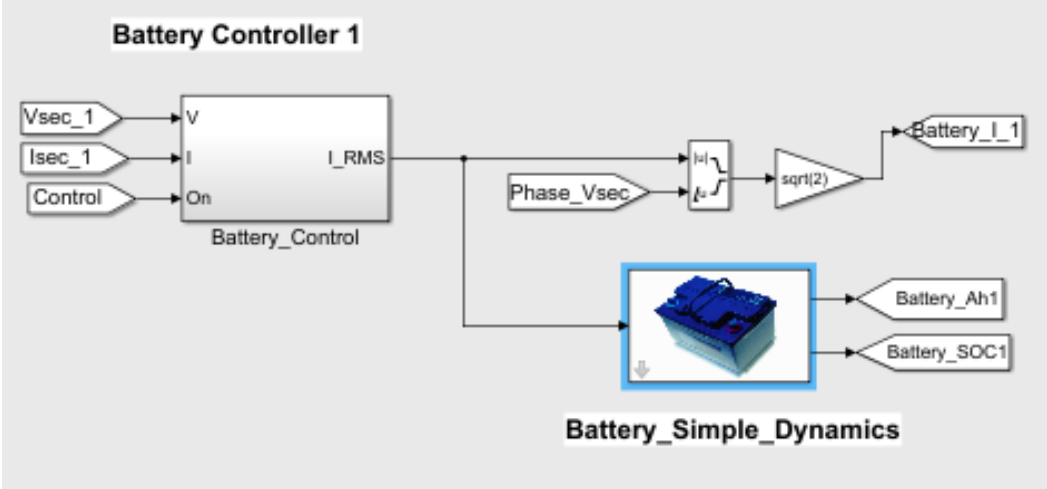 Battery Controller 1
Vsec_1
Isec_1
Control
V
I
On
I_RMS
Battery_Control
Phase_Vsec
|u|
sqrt(2)
Battery_I_1
Battery_Ah1
Battery_SOC1
Battery_Simple_Dynamics